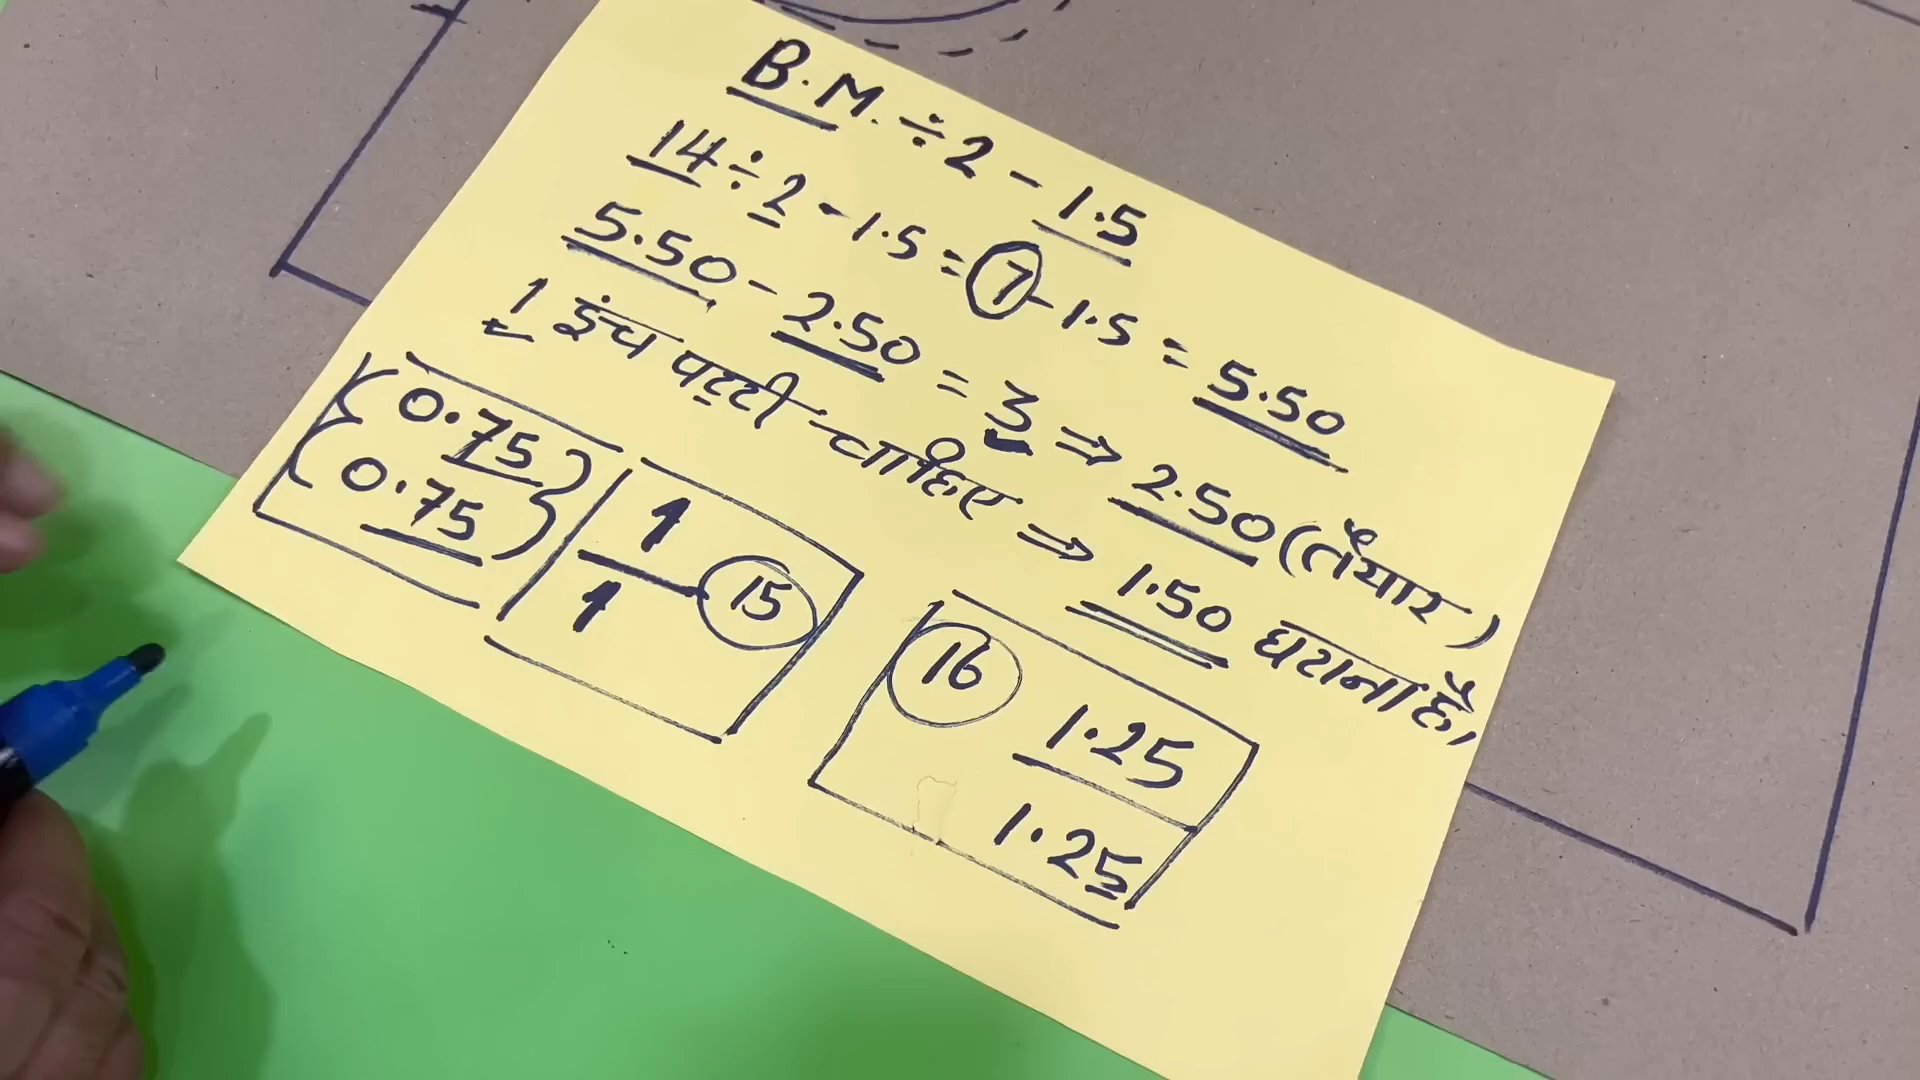 B.M. ÷ 2 - 1.5
14 ÷ 2 - 1.5 = 7 - 1.5 = 5.50
5.50 - 2.50 = 3 ⇒ 2.50 (तैयार)
1 इंच पट्टी चाहिए ⇒ 1.50 घटाना है,
0.75
0.75
1
1
15
16
1.25
1.25